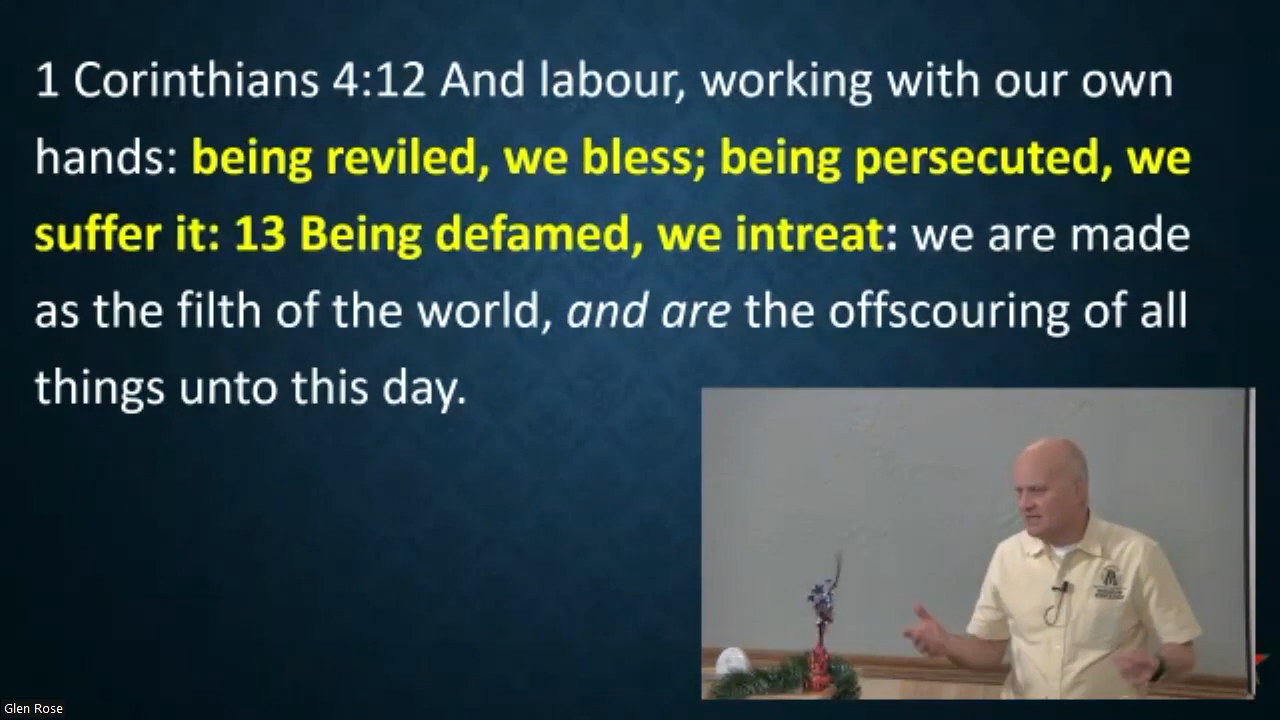 1 Corinthians 4:12 And labour, working with our own
hands: being reviled, we bless; being persecuted, we
suffer it: 13 Being defamed, we intreat: we are made
as the filth of the world, and are the offscouring of all
things unto this day.
Glen Rose